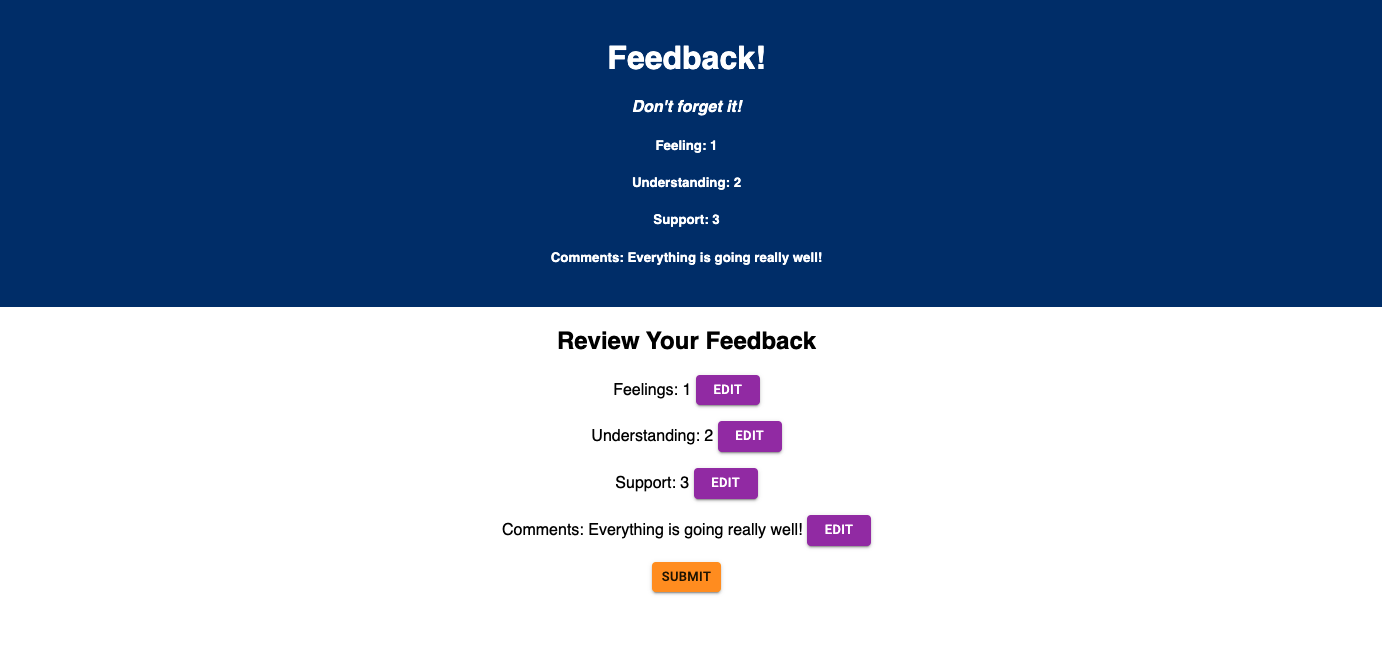 Feedback!
Don't forget it!
Feeling: 1
Understanding: 2
Support: 3
Comments: Everything is going really well!
Review Your Feedback
Feelings: 1 EDIT
Understanding: 2 EDIT
Support: 3 EDIT
Comments: Everything is going really well! EDIT
SUBMIT